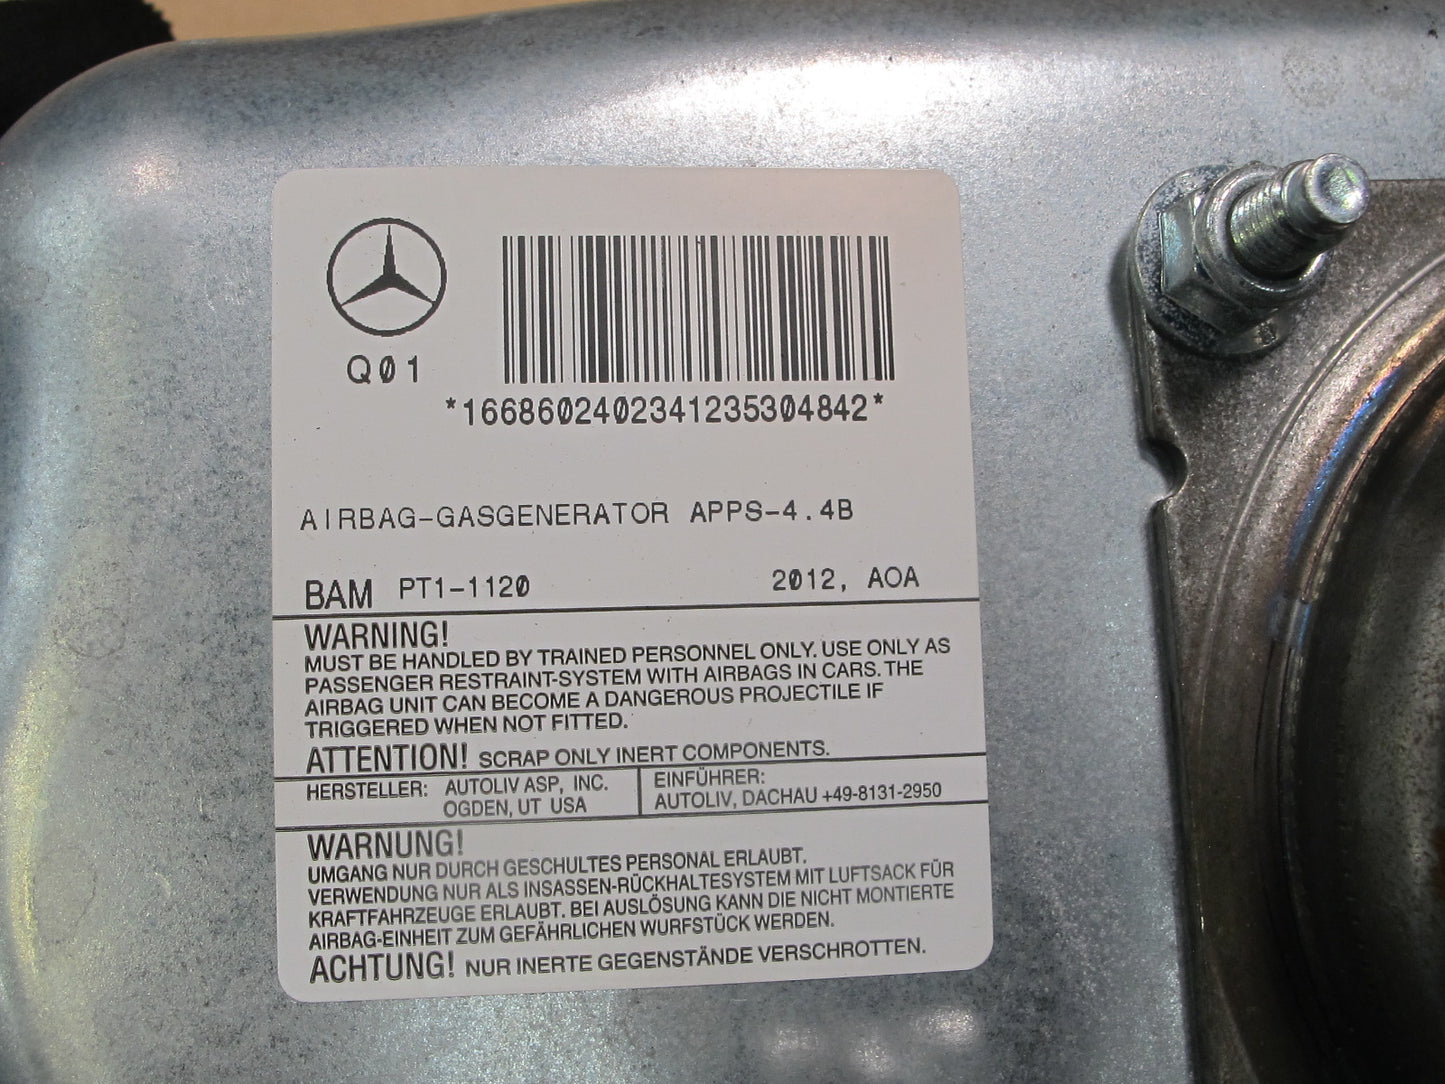 Q01
*1668602402341235304842*
AIRBAG-GASGENERATOR APPS-4.4B
BAM PT1-1120 2012, AOA
WARNING!
MUST BE HANDLED BY TRAINED PERSONNEL ONLY. USE ONLY AS
PASSENGER RESTRAINT-SYSTEM WITH AIRBAGS IN CARS. THE
AIRBAG UNIT CAN BECOME A DANGEROUS PROJECTILE IF
TRIGGERED WHEN NOT FITTED.
ATTENTION! SCRAP ONLY INERT COMPONENTS.
HERSTELLER: AUTOLIV ASP, INC.
OGDEN, UT USA
EINFÜHRER:
AUTOLIV, DACHAU +49-8131-2950
WARNUNG!
UMGANG NUR DURCH GESCHULTES PERSONAL ERLAUBT.
VERWENDUNG NUR ALS INSASSEN-RÜCKHALTESYSTEM MIT LUFTSACK FÜR
KRAFTFAHRZEUGE ERLAUBT. BEI AUSLÖSUNG KANN DIE NICHT MONTIERTE
AIRBAG-EINHEIT ZUM GEFÄHRLICHEN WURFSTÜCK WERDEN.
ACHTUNG! NUR INERTE GEGENSTÄNDE VERSCHROTTEN.